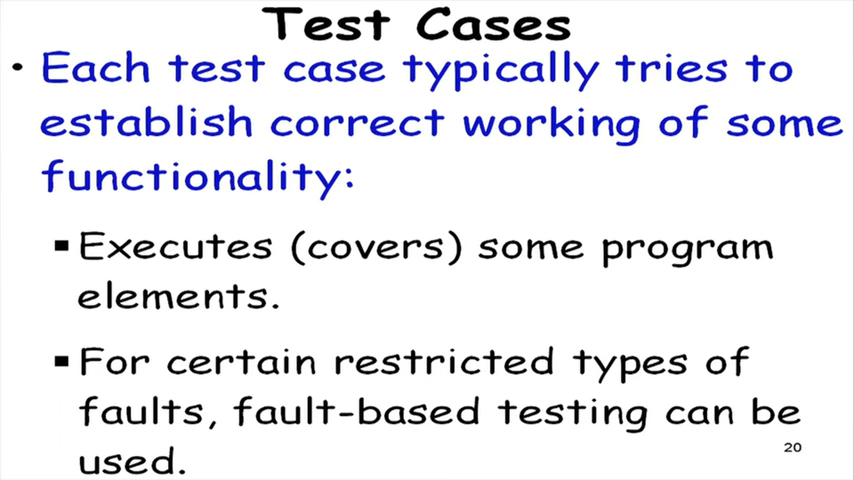 Test Cases
• Each test case typically tries to
establish correct working of some
functionality:
▪ Executes (covers) some program
elements.
▪ For certain restricted types of
faults, fault-based testing can be
used.
20